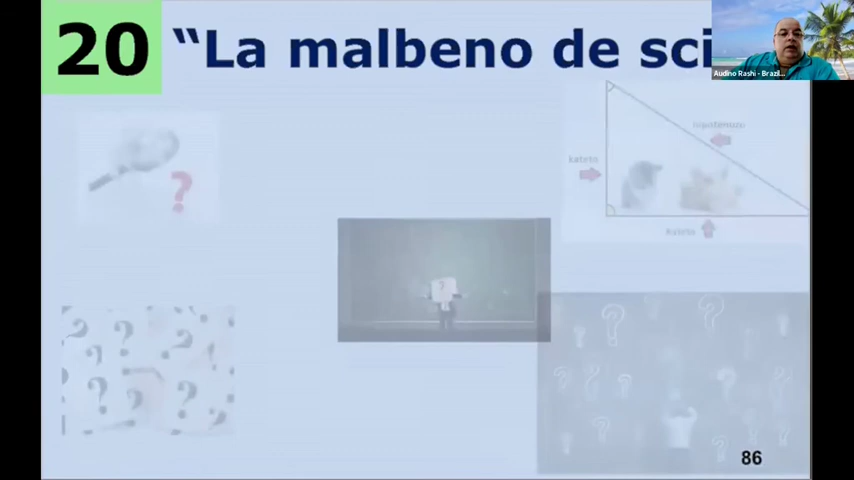 20 "La malbeno de sci
Audino Rashi - Brazil...
hipotenuzo
kateto
kateto
?
86